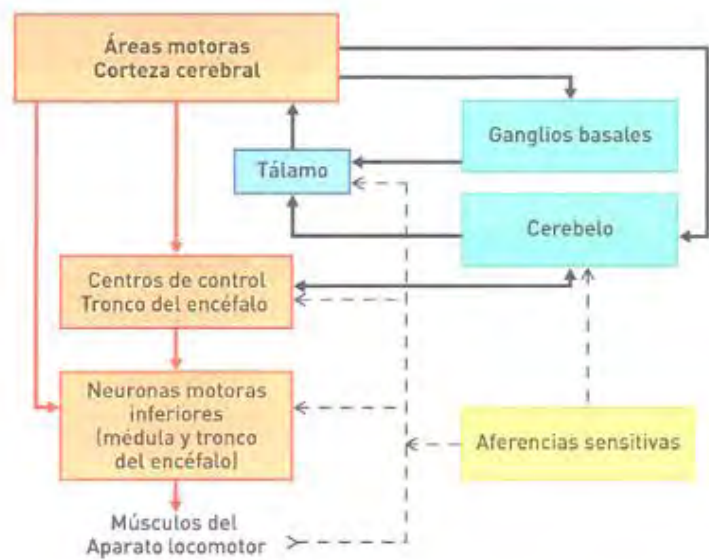 Áreas motoras
Corteza cerebral
Ganglios basales
Tálamo
Cerebelo
Centros de control
Tronco del encéfalo
Neuronas motoras
inferiores
(médula y tronco
del encéfalo)
Aferencias sensitivas
Músculos del
Aparato locomotor